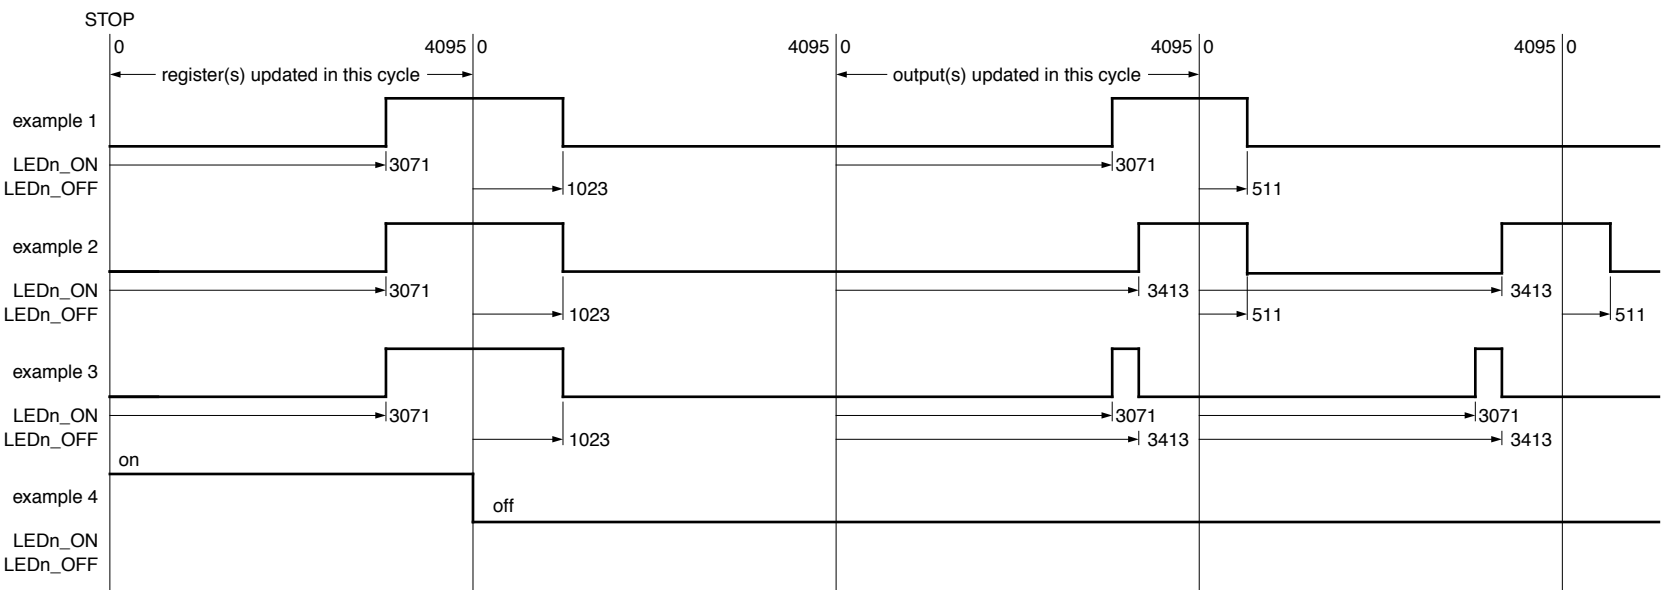 STOP
0 4095 0 4095 0 4095 0 4095 0
register(s) updated in this cycle output(s) updated in this cycle
example 1
LEDn_ON 3071 3071
LEDn_OFF 1023 511
example 2
LEDn_ON 3071 3413 3413
LEDn_OFF 1023 511 511
example 3
LEDn_ON 3071 3071 3071
LEDn_OFF 1023 3413 3413
on
example 4 off
LEDn_ON
LEDn_OFF